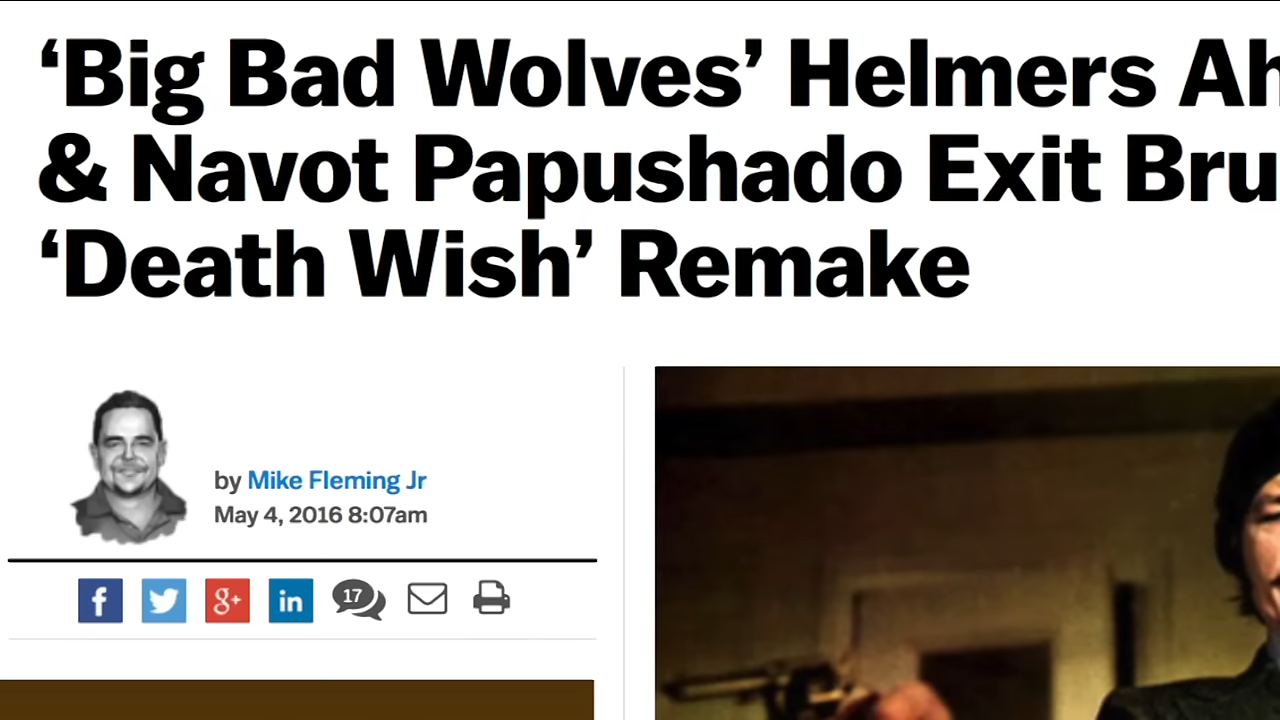 ‘Big Bad Wolves’ Helmers Ah
& Navot Papushado Exit Bru
‘Death Wish’ Remake
by Mike Fleming Jr
May 4, 2016 8:07am
f
g+
in
17